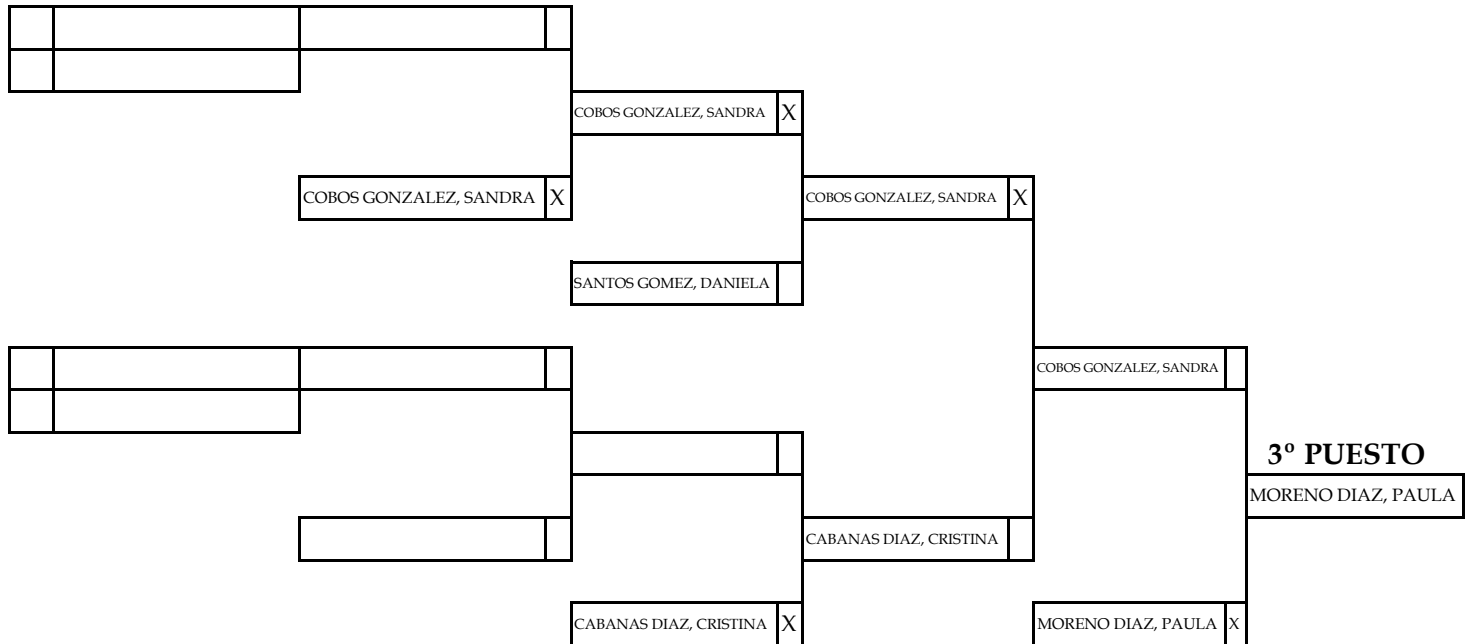 COBOS GONZALEZ, SANDRA X
COBOS GONZALEZ, SANDRA X
COBOS GONZALEZ, SANDRA X
SANTOS GOMEZ, DANIELA
COBOS GONZALEZ, SANDRA
3º PUESTO
MORENO DIAZ, PAULA
CABANAS DIAZ, CRISTINA
CABANAS DIAZ, CRISTINA X
MORENO DIAZ, PAULA X